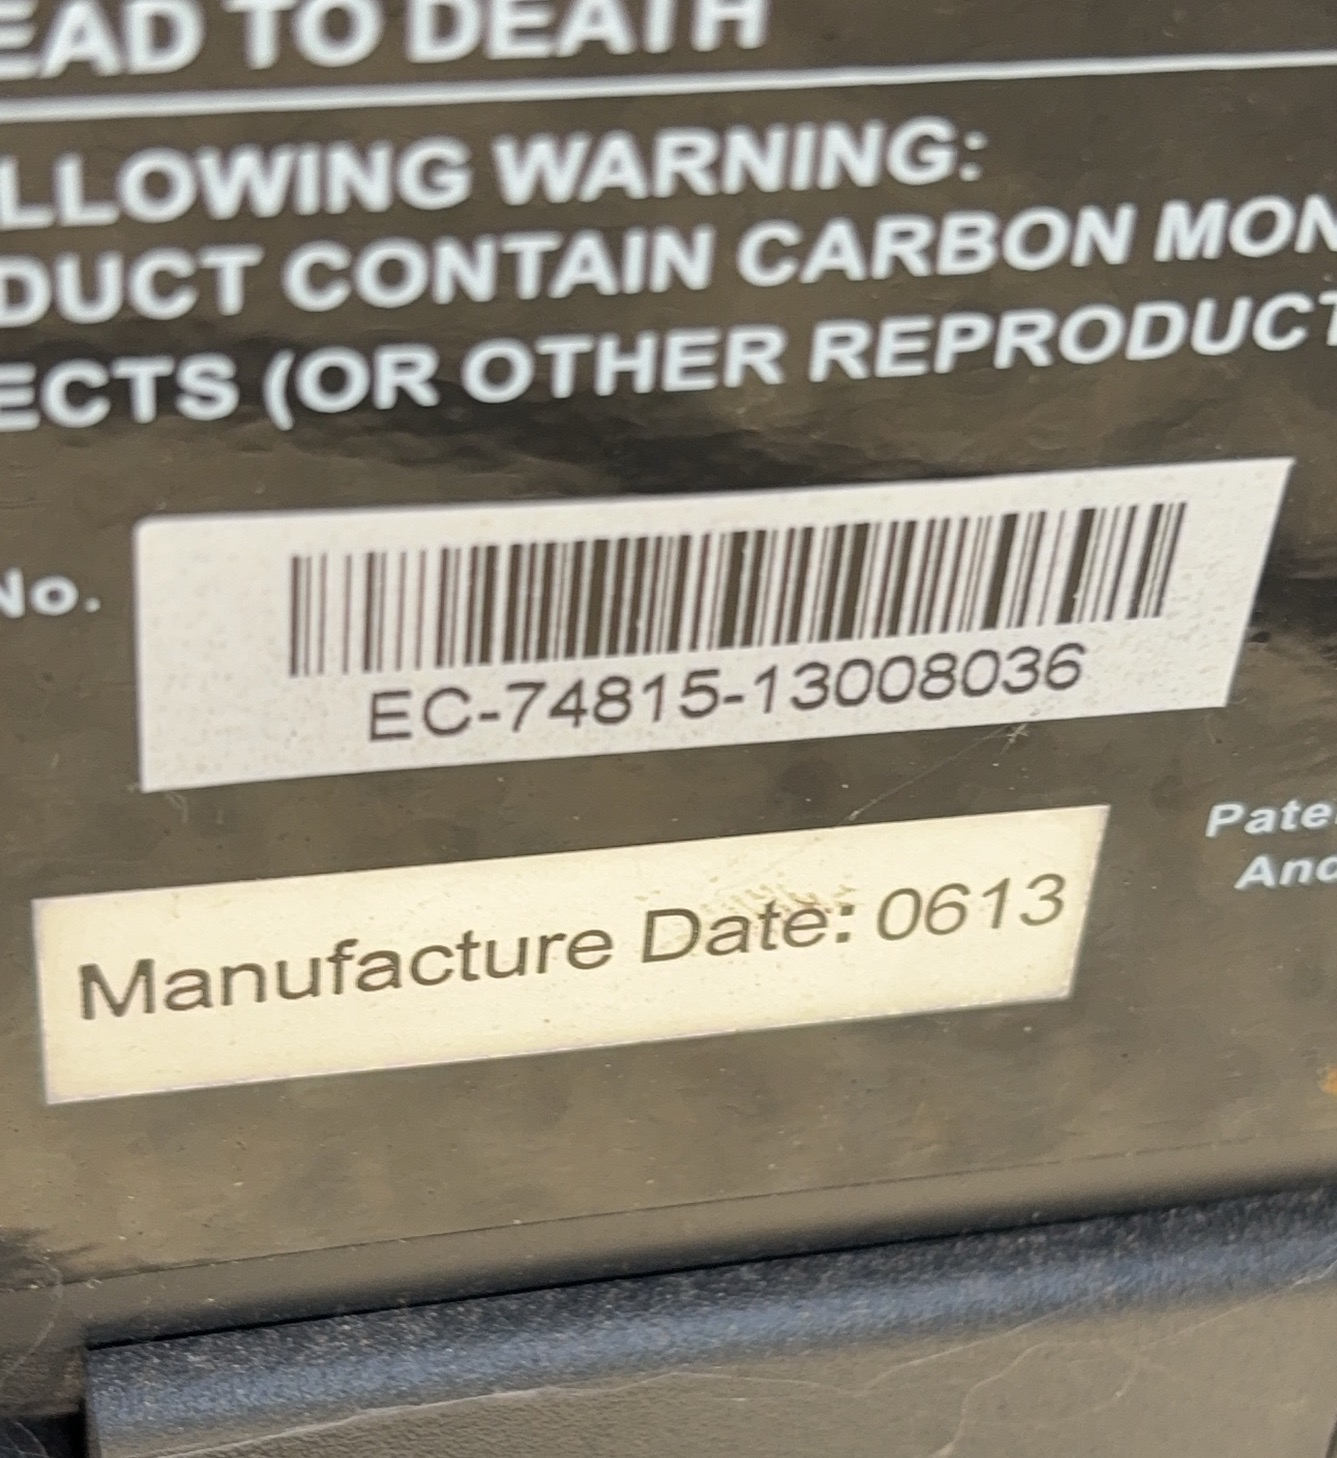 EAD TO DEATH
LLOWING WARNING:
DUCT CONTAIN CARBON MON
ECTS (OR OTHER REPRODUCT
No.
EC-74815-13008036
Pate
And
Manufacture Date: 0613